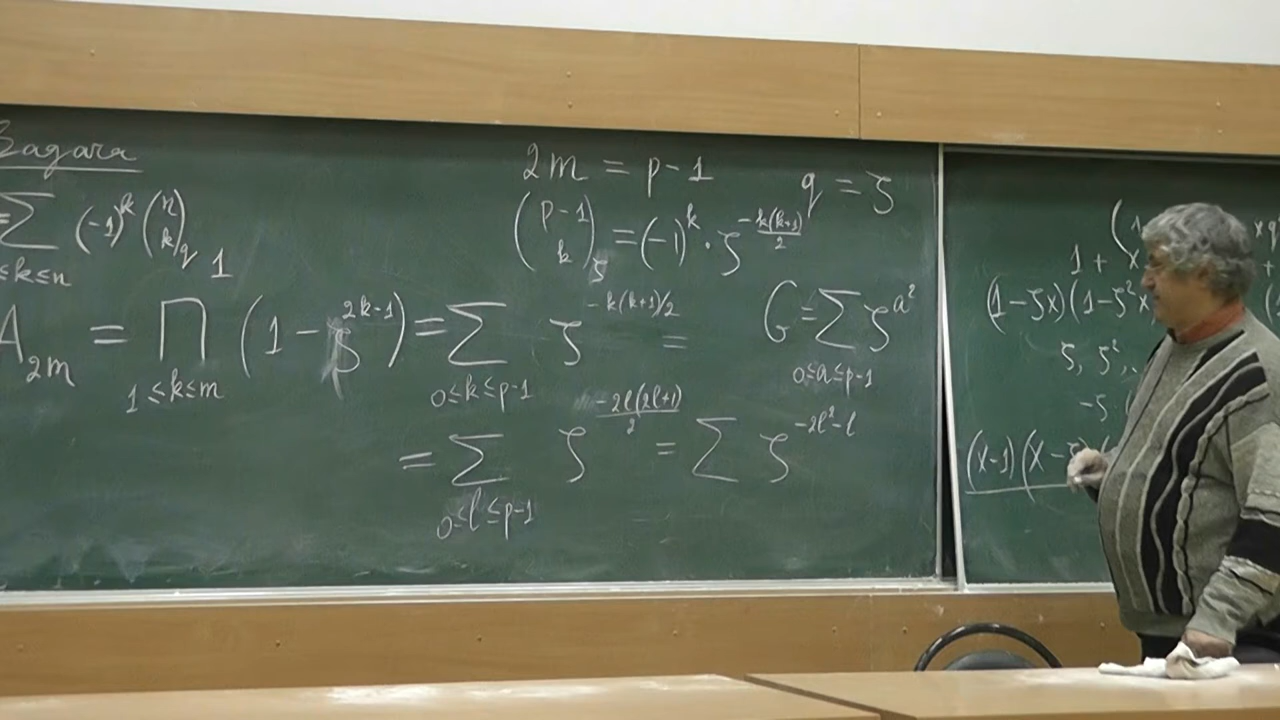 Задача
= ∑ (-1)^k (n k)_q 1
≤k≤n
2m = p-1
q = ζ
(p-1 k)_ζ = (-1)^k · ζ^{-k(k+1)/2}
A_{2m} = ∏ (1-ζ^{2k-1}) = ∑ ζ^{-k(k+1)/2} =
1≤k≤m
0≤k≤p-1
G = ∑ ζ^{a²}
0≤a≤p-1
= ∑ ζ^{-2l(2l+1)/2} = ∑ ζ^{-2l²-l}
0≤l≤p-1
1 +
(1-ζx)(1-ζ²x
ζ, ζ²,
-ζ
(x-1)(x-ζ)